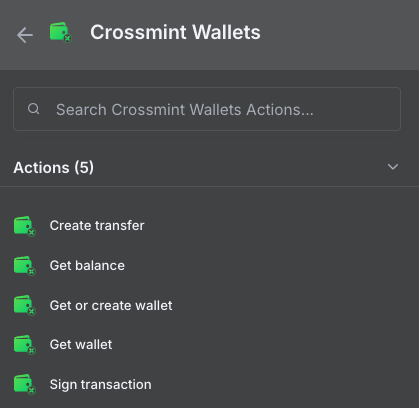 Crossmint Wallets
Search Crossmint Wallets Actions...
Actions (5)
Create transfer
Get balance
Get or create wallet
Get wallet
Sign transaction